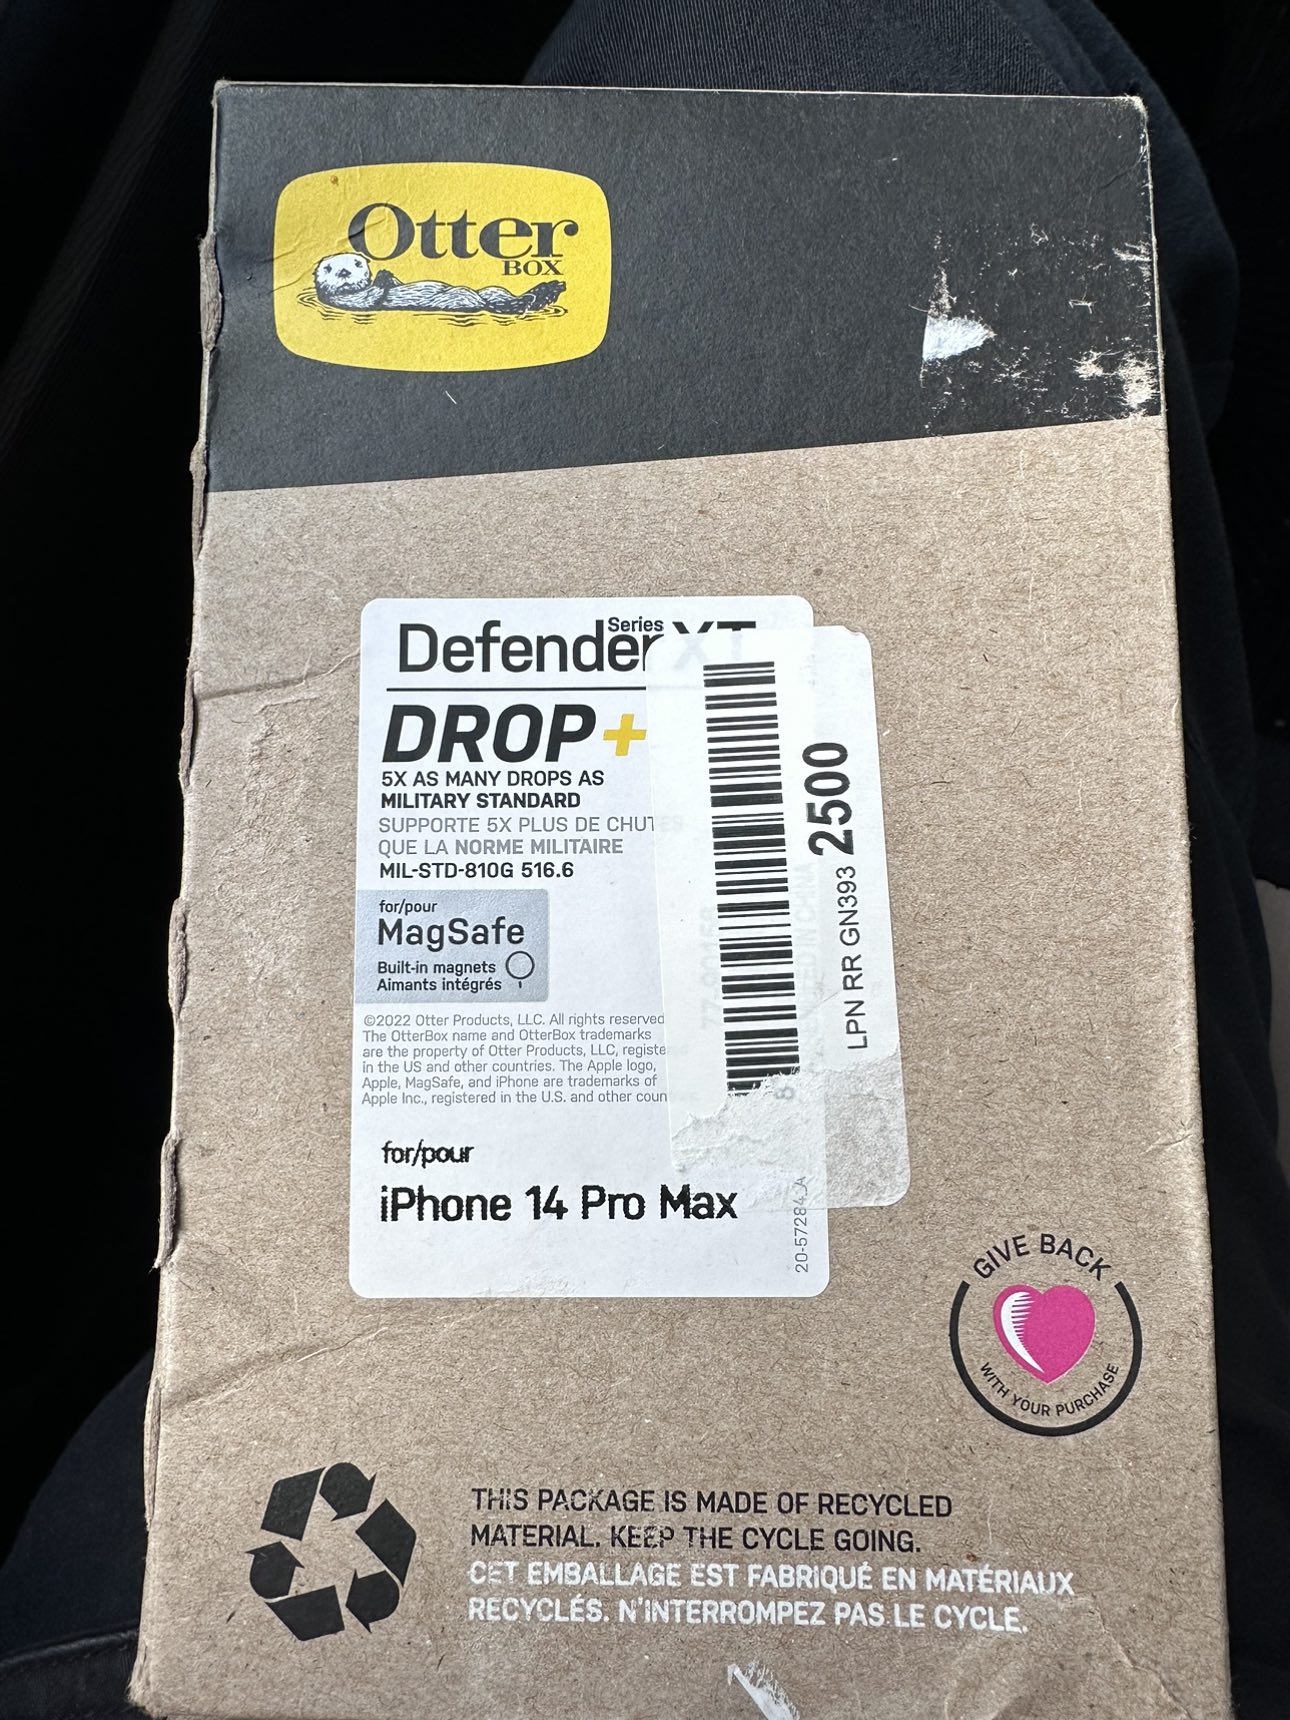 Otter
BOX
Defender Series XT
DROP+
5X AS MANY DROPS AS
MILITARY STANDARD
SUPPORTE 5X PLUS DE CHUTES
QUE LA NORME MILITAIRE
MIL-STD-810G 516.6
for/pour
MagSafe
Built-in magnets
Aimants intégrés
©2022 Otter Products, LLC. All rights reserved
The OtterBox name and OtterBox trademarks
are the property of Otter Products, LLC, registe
in the US and other countries. The Apple logo,
Apple, MagSafe, and iPhone are trademarks of
Apple Inc., registered in the U.S. and other coun
for/pour
iPhone 14 Pro Max
LPN RR GN393 2500
GIVE BACK
WITH YOUR PURCHASE
THIS PACKAGE IS MADE OF RECYCLED
MATERIAL. KEEP THE CYCLE GOING.
CET EMBALLAGE EST FABRIQUÉ EN MATÉRIAUX
RECYCLÉS. N'INTERROMPEZ PAS LE CYCLE.